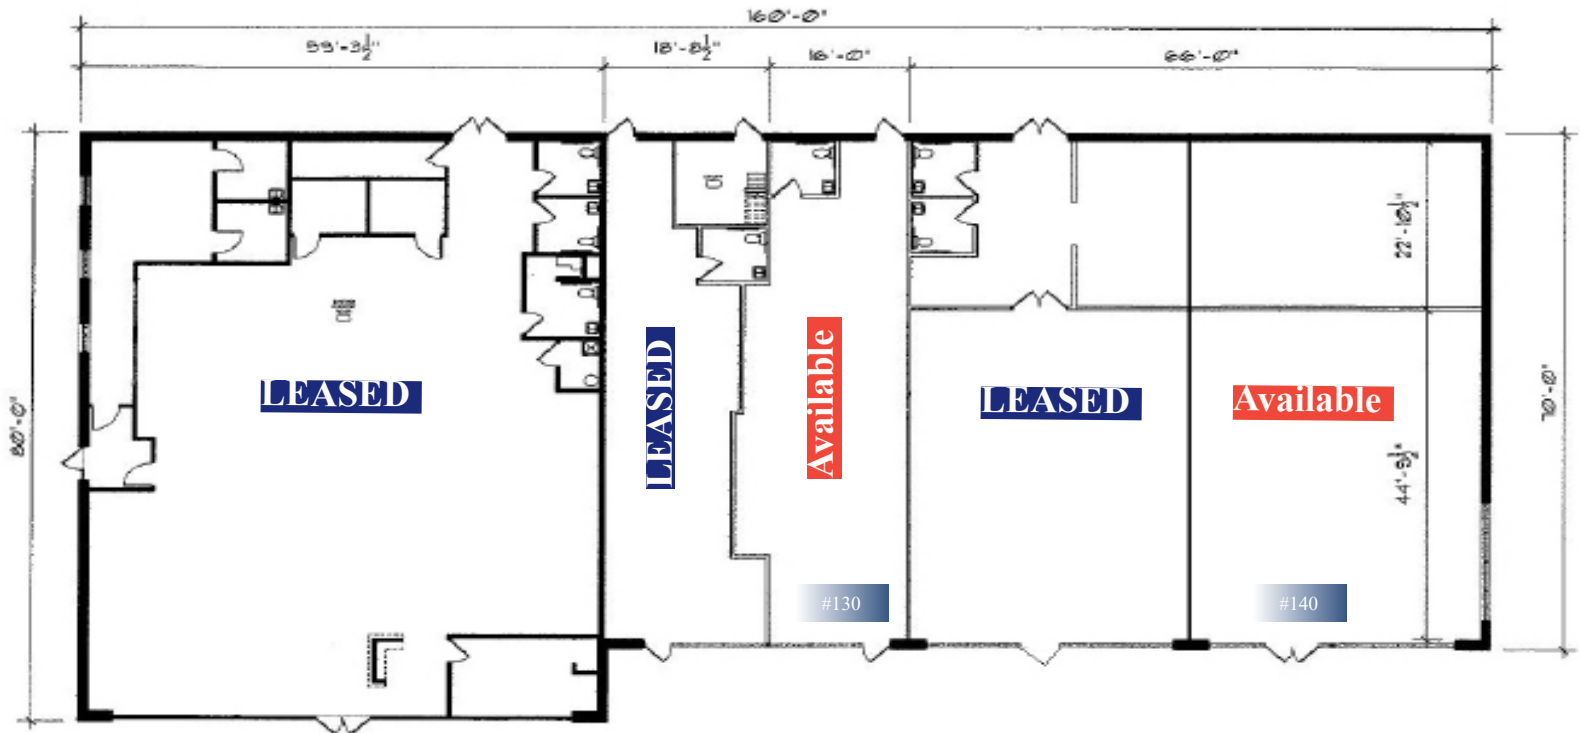 160'-0"
59'-3½"
18'-8½"
16'-0"
66'-0"
22'-10½"
80'-0"
LEASED
LEASED
Available
LEASED
Available
70'-0"
44'-9½"
#130
#140